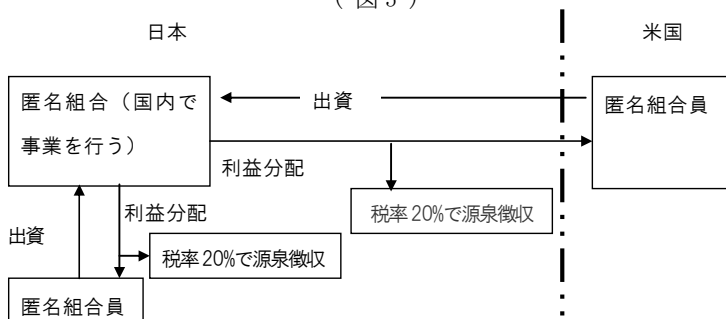 (図5)
日本
米国
匿名組合（国内で
事業を行う）
出資
匿名組合員
利益分配
税率20%で源泉徴収
利益分配
出資
税率20%で源泉徴収
匿名組合員